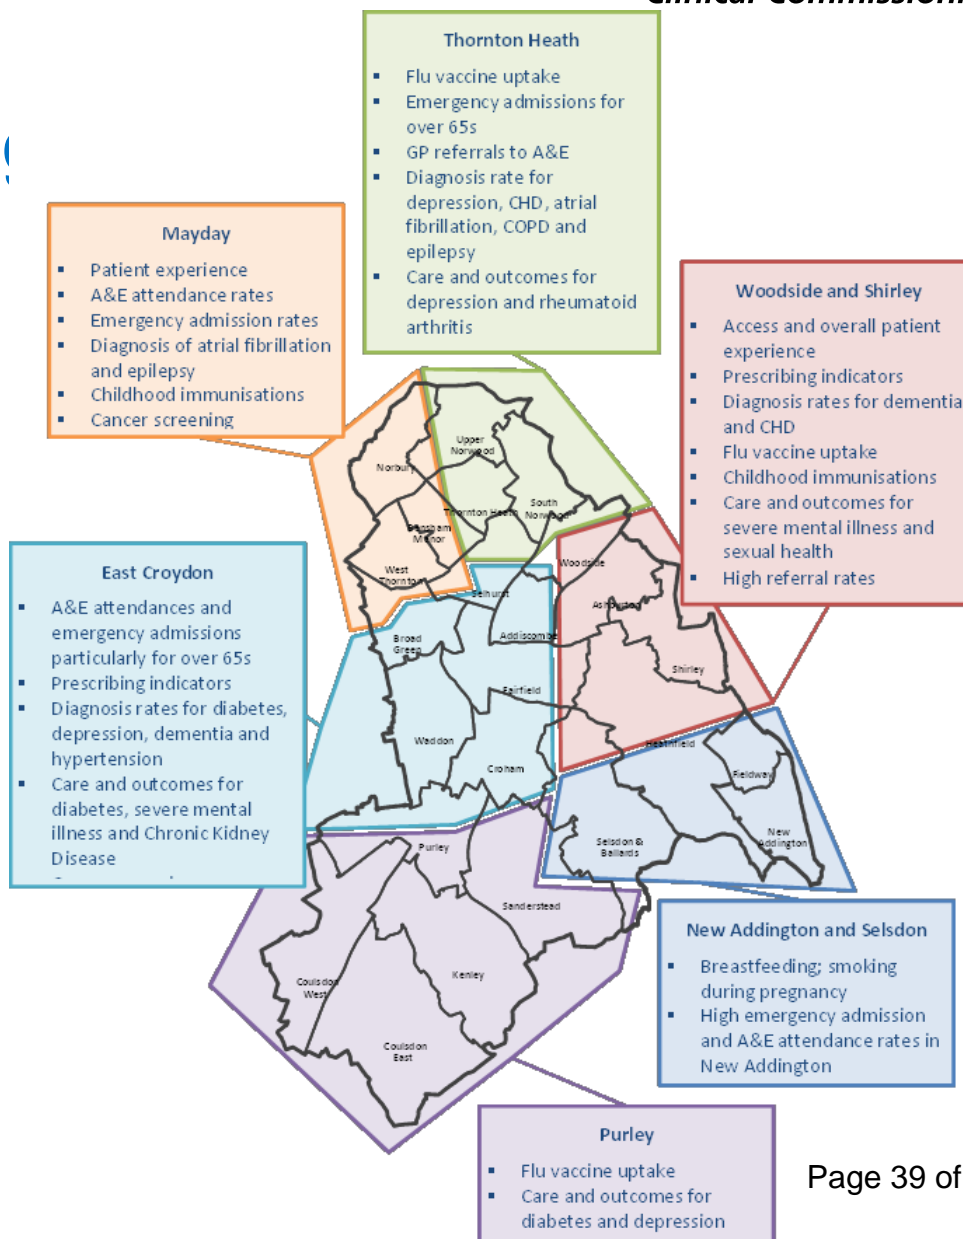 Thornton Heath
▪ Flu vaccine uptake
▪ Emergency admissions for
over 65s
▪ GP referrals to A&E
▪ Diagnosis rate for
depression, CHD, atrial
fibrillation, COPD and
epilepsy
▪ Care and outcomes for
depression and rheumatoid
arthritis
Mayday
▪ Patient experience
▪ A&E attendance rates
▪ Emergency admission rates
▪ Diagnosis of atrial fibrillation
and epilepsy
▪ Childhood immunisations
▪ Cancer screening
Woodside and Shirley
▪ Access and overall patient
experience
▪ Prescribing indicators
▪ Diagnosis rates for dementia
and CHD
▪ Flu vaccine uptake
▪ Childhood immunisations
▪ Care and outcomes for
severe mental illness and
sexual health
▪ High referral rates
East Croydon
▪ A&E attendances and
emergency admissions
particularly for over 65s
▪ Prescribing indicators
▪ Diagnosis rates for diabetes,
depression, dementia and
hypertension
▪ Care and outcomes for
diabetes, severe mental
illness and Chronic Kidney
Disease
Upper
Norwood
Norbury
South
Norwood
Thornton Heath
Bensham
Manor
West
Thornton
Woodside
Selhurst
Ashburton
Addiscombe
Broad
Green
Shirley
Fairfield
Waddon
Heathfield
Croham
Fieldway
New
Addington
Selsdon &
Ballards
Purley
Sanderstead
Kenley
Coulsdon
West
Coulsdon
East
New Addington and Selsdon
▪ Breastfeeding; smoking
during pregnancy
▪ High emergency admission
and A&E attendance rates in
New Addington
Purley
▪ Flu vaccine uptake
▪ Care and outcomes for
diabetes and depression
Page 39 of